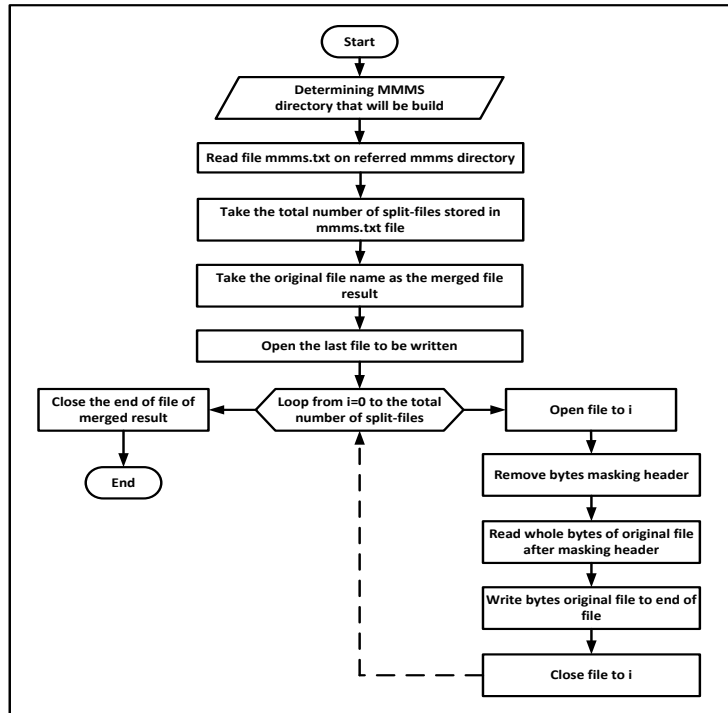 Start
Determining MMMS
directory that will be build
Read file mmms.txt on referred mmms directory
Take the total number of split-files stored in
mmms.txt file
Take the original file name as the merged file
result
Open the last file to be written
Loop from i=0 to the total
number of split-files
Close the end of file of
merged result
End
Open file to i
Remove bytes masking header
Read whole bytes of original file
after masking header
Write bytes original file to end of
file
Close file to i